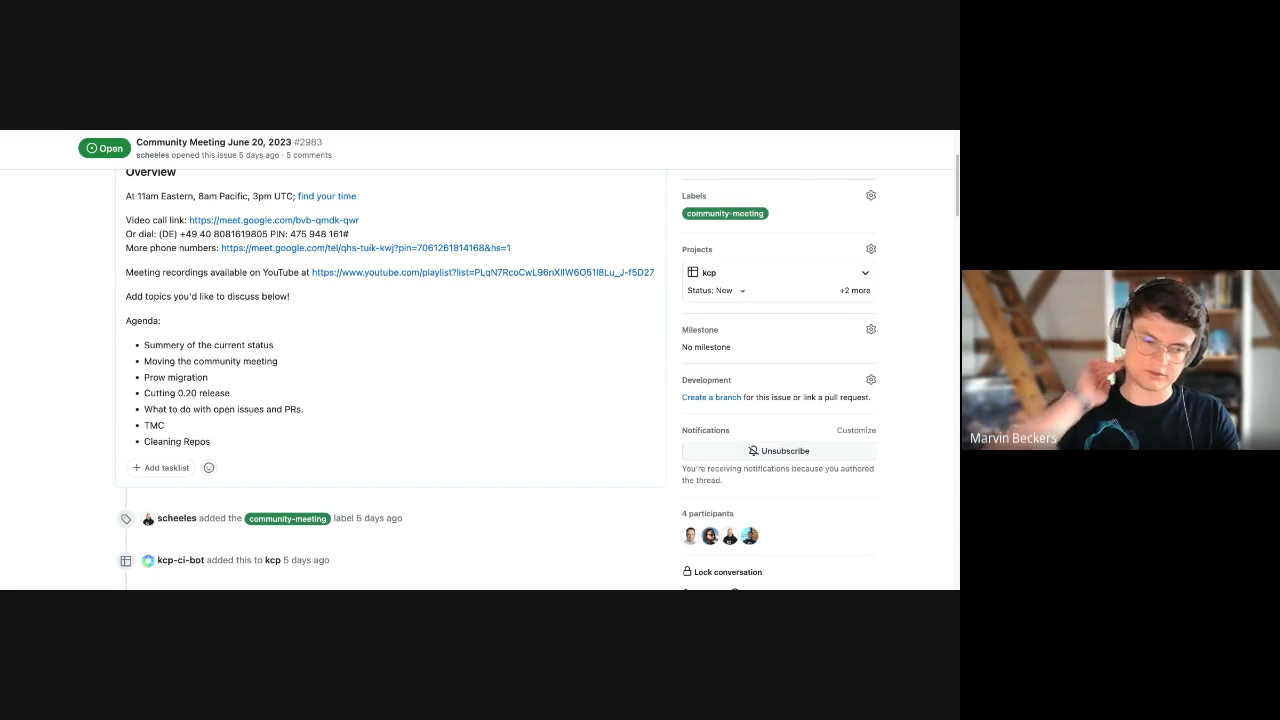 Open
Community Meeting June 20, 2023 #2983
scheeles opened this issue 5 days ago · 5 comments
Overview
At 11am Eastern, 8am Pacific, 3pm UTC; find your time
Video call link: https://meet.google.com/bvb-qmdk-qwr
Or dial: (DE) +49 40 8081619805 PIN: 475 948 161#
More phone numbers: https://meet.google.com/tel/qhs-tuik-kwj?pin=7061261814168&hs=1
Meeting recordings available on YouTube at https://www.youtube.com/playlist?list=PLqN7RcoCwL96nXlIW6O51I8Lu_J-f5D27
Add topics you'd like to discuss below!
Agenda:
Summery of the current status
Moving the community meeting
Prow migration
Cutting 0.20 release
What to do with open issues and PRs.
TMC
Cleaning Repos
Add tasklist
scheeles added the community-meeting label 5 days ago
kcp-ci-bot added this to kcp 5 days ago
Labels
community-meeting
Projects
kcp
Status: New +2 more
Milestone
No milestone
Development
Create a branch for this issue or link a pull request.
Notifications Customize
Unsubscribe
You're receiving notifications because you authored
the thread.
4 participants
Lock conversation
Marvin Beckers